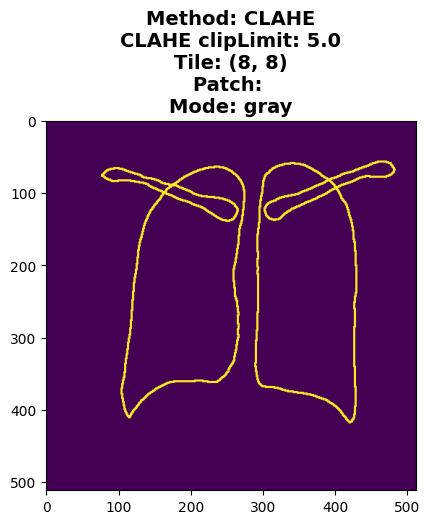 Method: CLAHE
CLAHE clipLimit: 5.0
Tile: (8, 8)
Patch:
Mode: gray
0
100
200
300
400
500
0 100 200 300 400 500